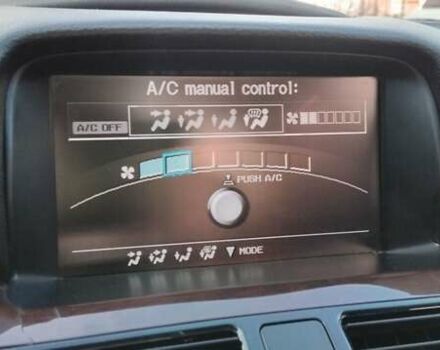 A/C manual control:
A/C OFF
PUSH A/C
▼ MODE